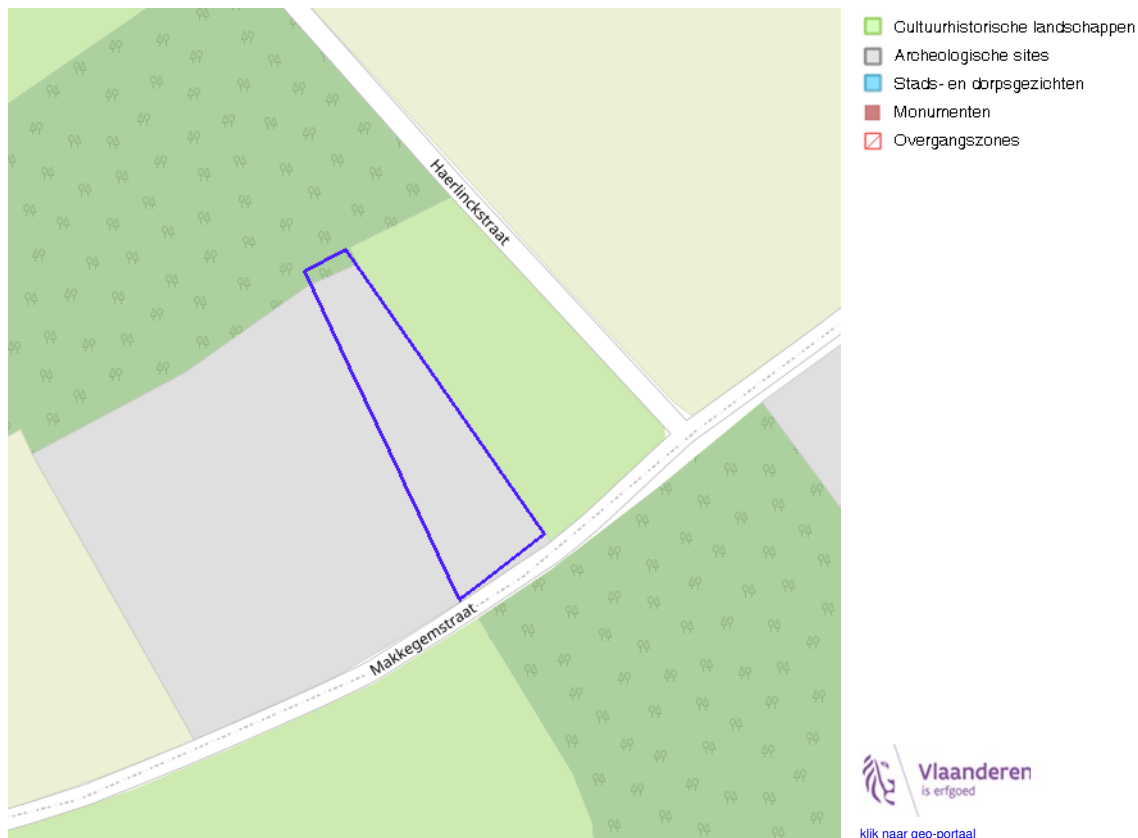 Cultuurhistorische landschappen
Archeologische sites
Stads- en dorpsgezichten
Monumenten
Overgangszones
Haerlinckstraat
Makkegemstraat
Vlaanderen
is erfgoed
klik naar geo-portaal